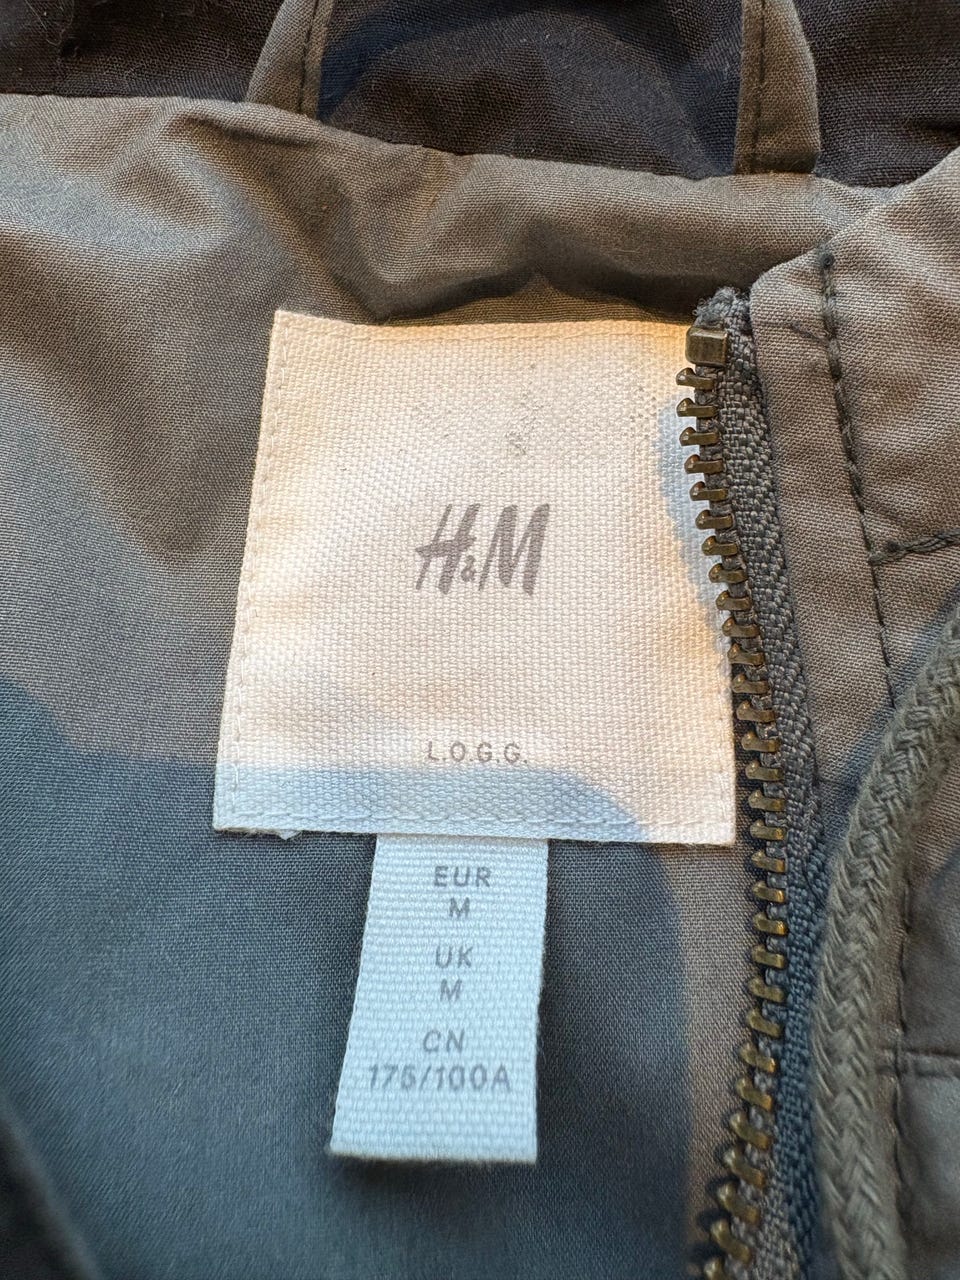 H&M
L.O.G.G.
EUR
M
UK
M
CN
175/100A